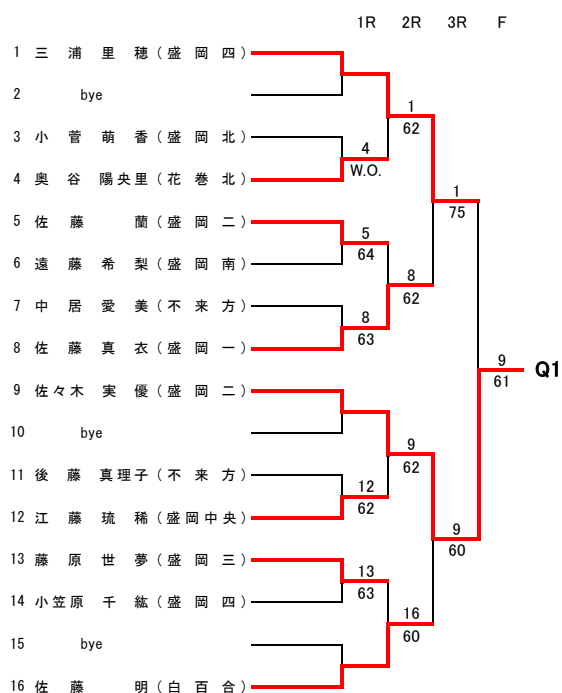 1R 2R 3R F
1 三浦里穂(盛岡四)
2 bye
1
62
3 小菅萌香(盛岡北)
4
W.O.
4 奥谷陽央里(花巻北)
1
75
5 佐藤蘭(盛岡二)
5
64
6 遠藤希梨(盛岡南)
8
62
7 中居愛美(不来方)
8
63
8 佐藤真衣(盛岡一)
9
61
Q1
9 佐々木実優(盛岡二)
10 bye
9
62
11 後藤真理子(不来方)
12
62
12 江藤琉稀(盛岡中央)
9
60
13 藤原世夢(盛岡三)
13
63
14 小笠原千紘(盛岡四)
16
60
15 bye
16 佐藤明(白百合)